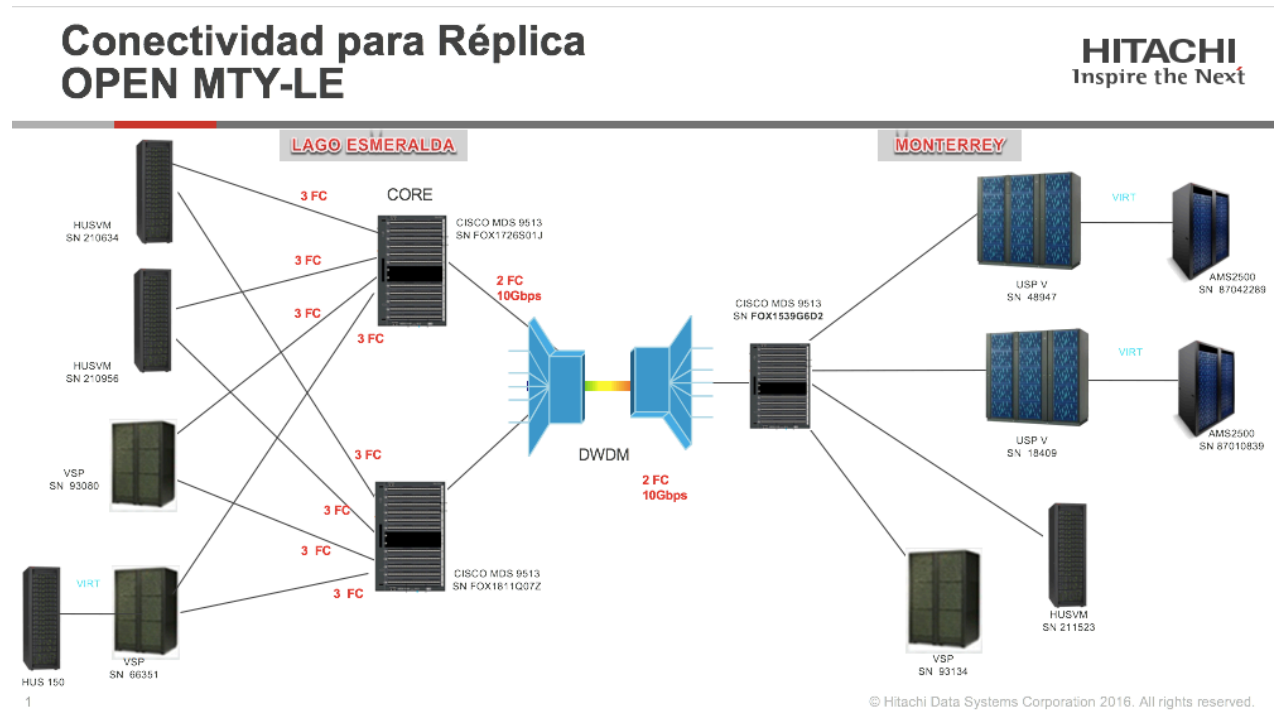 Conectividad para Réplica
OPEN MTY-LE
HITACHI
Inspire the Next
LAGO ESMERALDA
MONTERREY
3 FC
CORE
CISCO MDS 9513
SN FOX1726S01J
HUSVM
SN 210634
3 FC
2 FC
10Gbps
3 FC
3 FC
HUSVM
SN 210956
CISCO MDS 9513
SN FOX1539G6D2
VIRT
USP V
SN 48947
AMS2500
SN 87042289
VIRT
USP V
SN 18409
AMS2500
SN 87010839
DWDM
2 FC
10Gbps
VSP
SN 93080
3 FC
3 FC
3 FC
3 FC
CISCO MDS 9513
SN FOX1811Q07Z
VIRT
HUS 150
VSP
SN 66351
HUSVM
SN 211523
VSP
SN 93134
1
© Hitachi Data Systems Corporation 2016. All rights reserved.